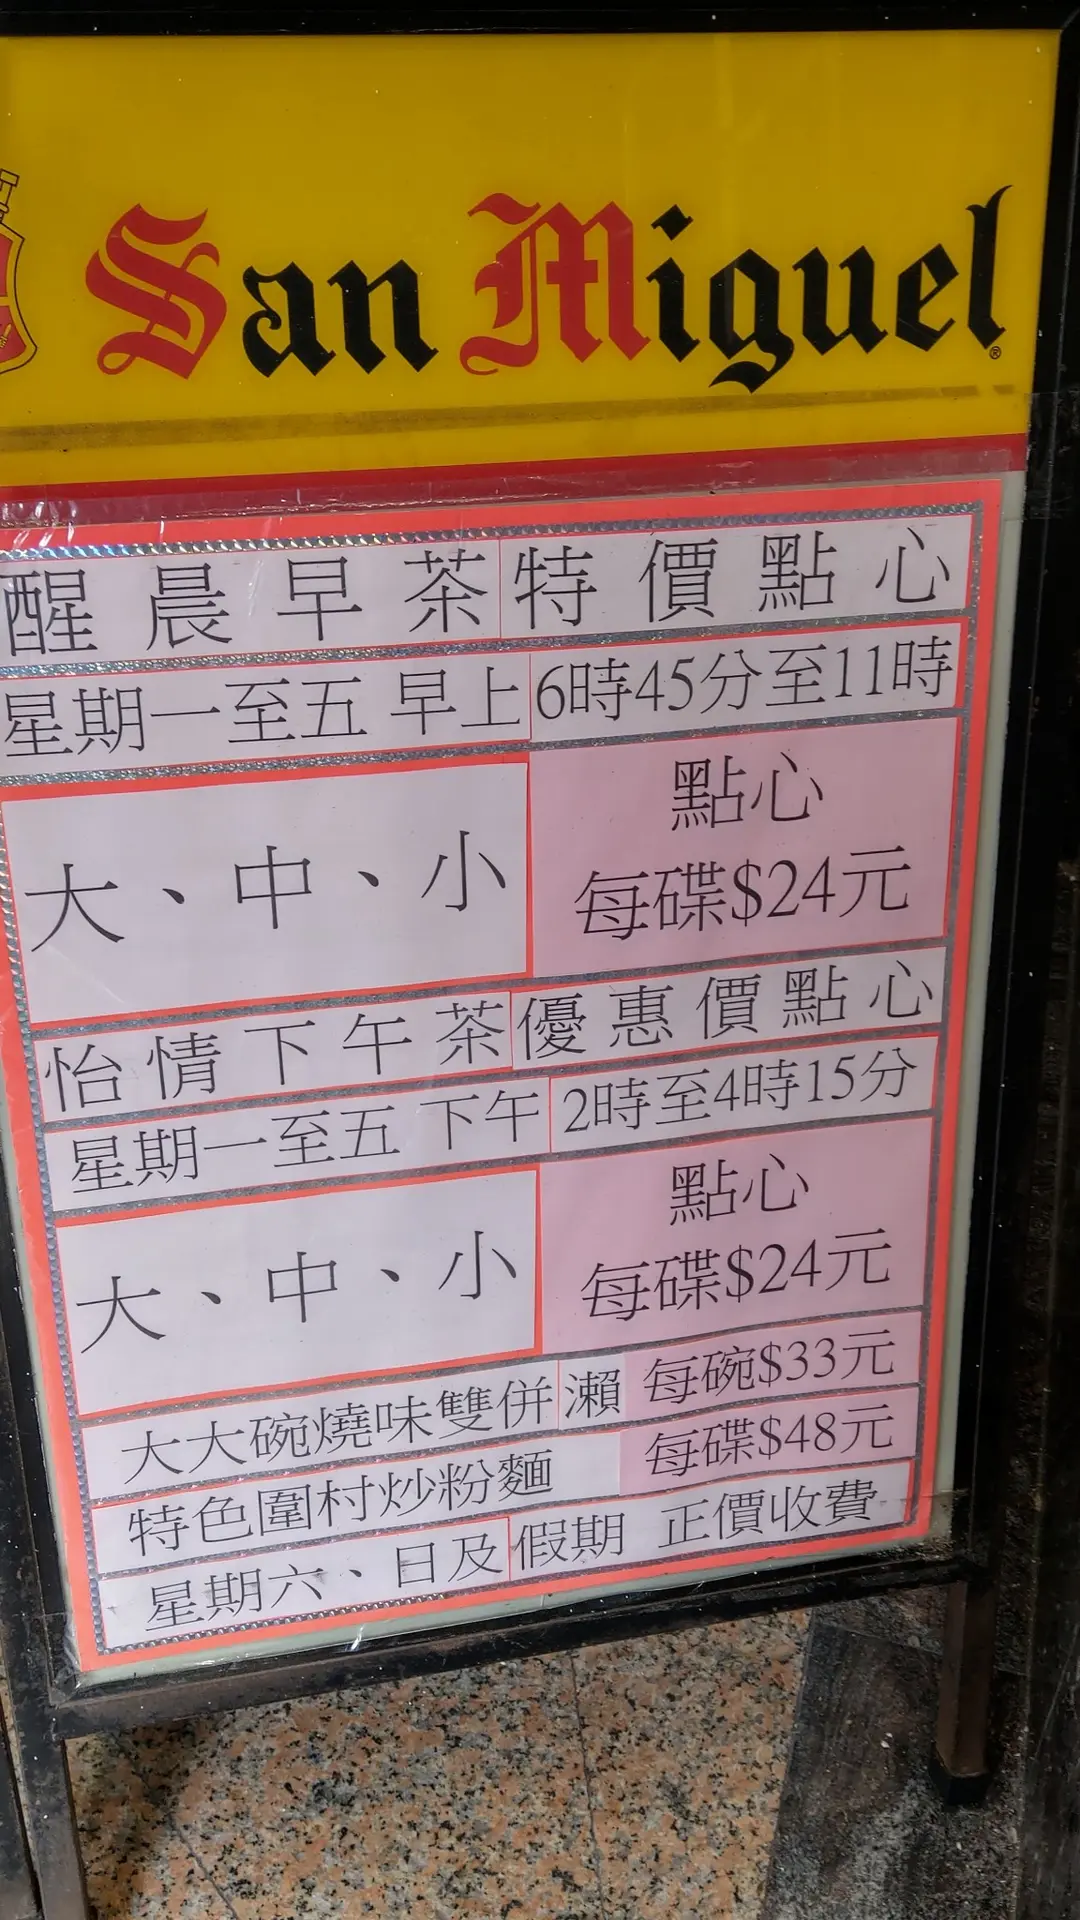 San Miguel®
醒晨早茶特價點心
星期一至五 早上 6時45分至11時
大、中、小
點心
每碟$24元
怡情下午茶優惠價點心
星期一至五 下午 2時至4時15分
大、中、小
點心
每碟$24元
大大碗燒味雙併瀨 每碗$33元
特色圍村炒粉麵 每碟$48元
星期六、日及假期 正價收費